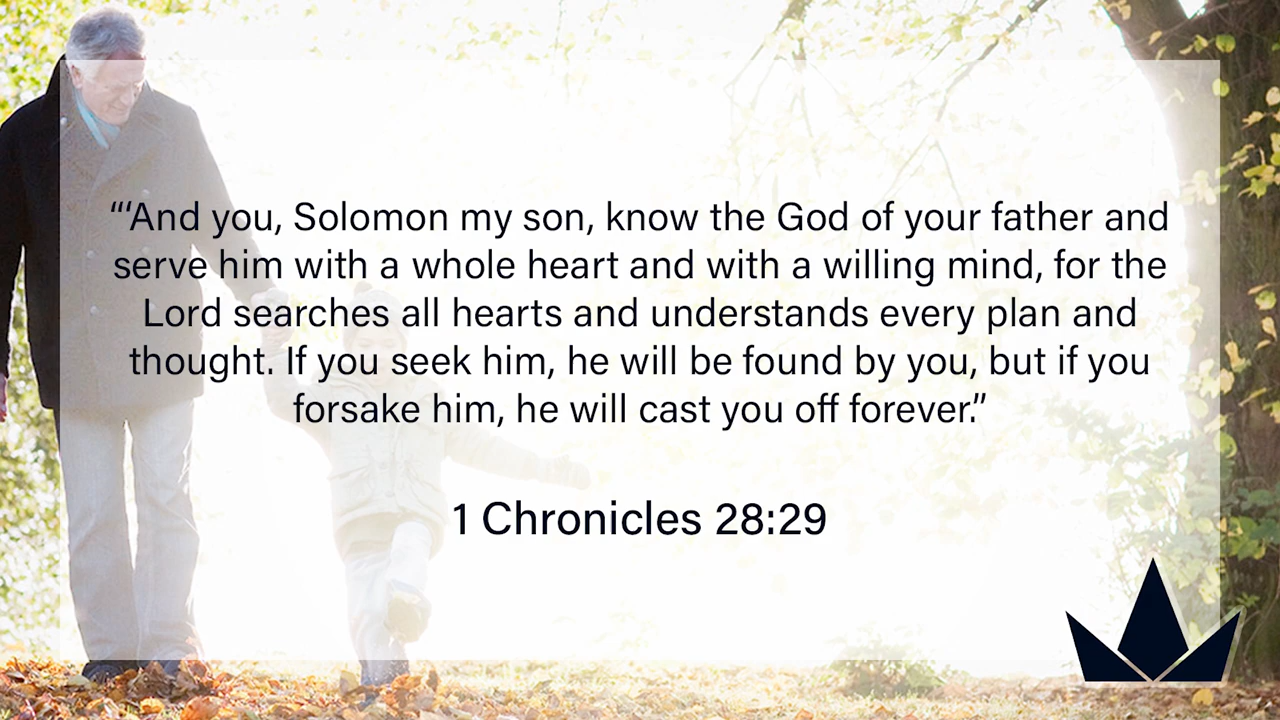 “‘And you, Solomon my son, know the God of your father and
serve him with a whole heart and with a willing mind, for the
Lord searches all hearts and understands every plan and
thought. If you seek him, he will be found by you, but if you
forsake him, he will cast you off forever.”
1 Chronicles 28:29